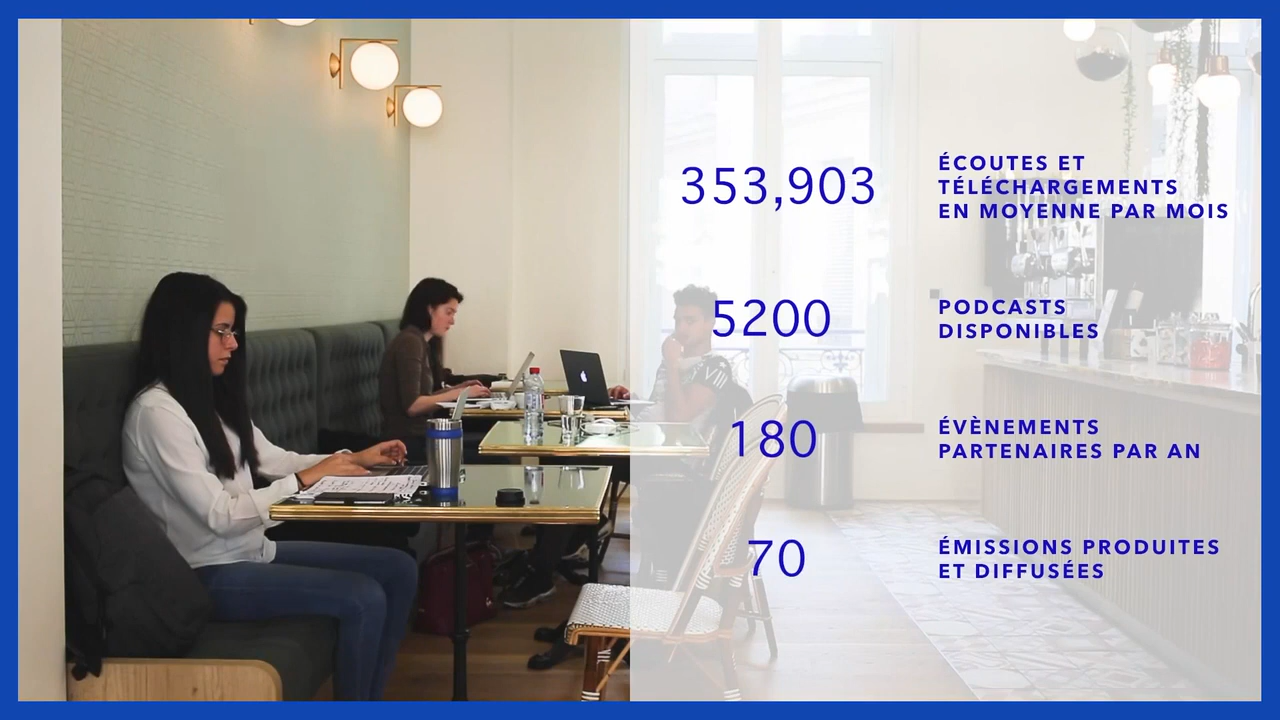 353,903
ÉCOUTES ET
TÉLÉCHARGEMENTS
EN MOYENNE PAR MOIS
5200
PODCASTS
DISPONIBLES
180
ÉVÈNEMENTS
PARTENAIRES PAR AN
70
ÉMISSIONS PRODUITES
ET DIFFUSÉES
VIII